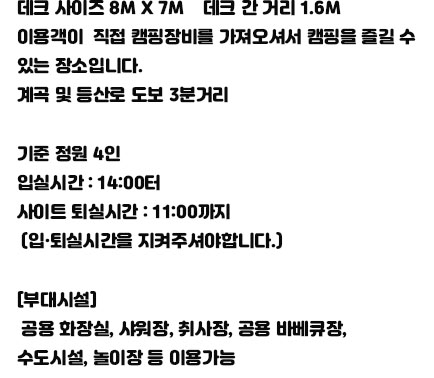 데크 사이즈 8M X 7M 데크 간 거리 1.6M
이용객이 직접 캠핑장비를 가져오셔서 캠핑을 즐길 수
있는 장소입니다.
계곡 및 등산로 도보 3분거리
기준 정원 4인
입실시간 : 14:00터
사이트 퇴실시간 : 11:00까지
(입·퇴실시간을 지켜주셔야합니다.)
[부대시설]
공용 화장실, 샤워장, 취사장, 공용 바베큐장,
수도시설, 놀이장 등 이용가능